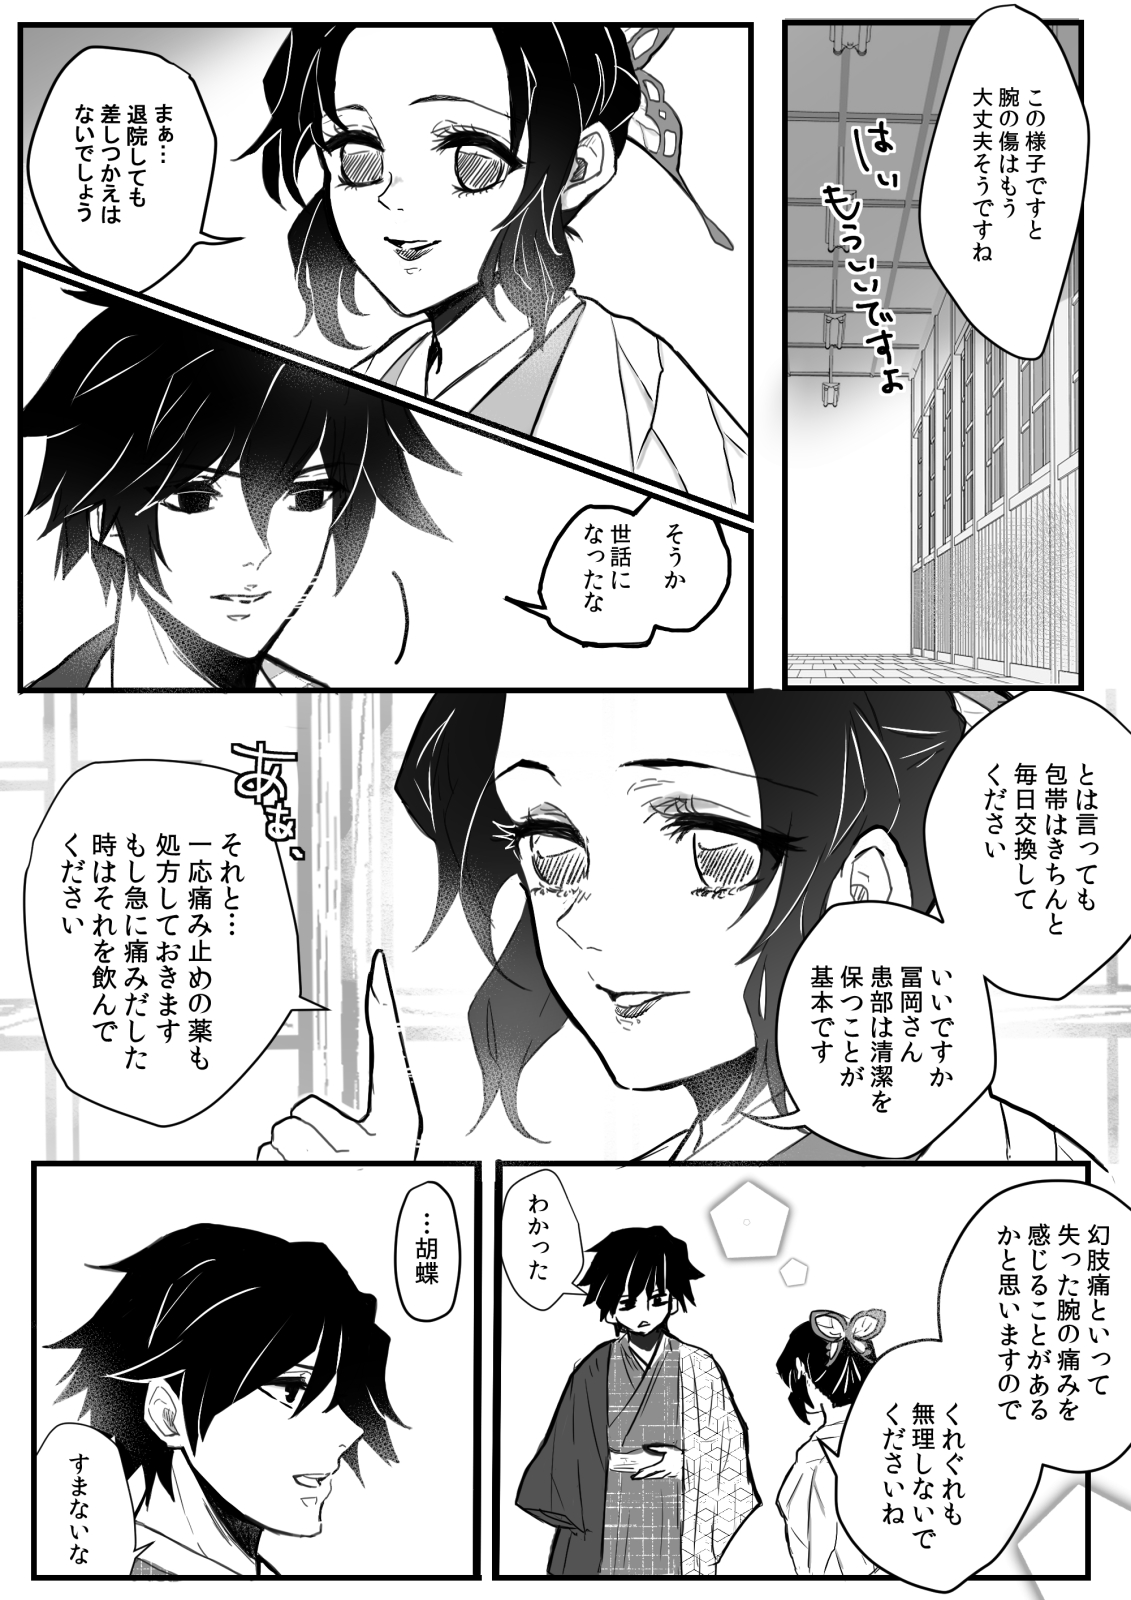 この様子ですと
腕の傷はもう
大丈夫そうですね
はい
もういいですよ
まぁ…
退院しても
差しつかえは
ないでしょう
そうか
世話に
なったな
とは言っても
包帯はきちんと
毎日交換して
ください
いいですか
冨岡さん
患部は清潔を
保つことが
基本です
あぁ、
それと…
一応痛み止めの薬も
処方しておきます
もし急に痛みだした
時はそれを飲んで
ください
幻肢痛といって
失った腕の痛みを
感じることがある
かと思いますので
くれぐれも
無理しないで
くださいね
わかった
…胡蝶
すまないな